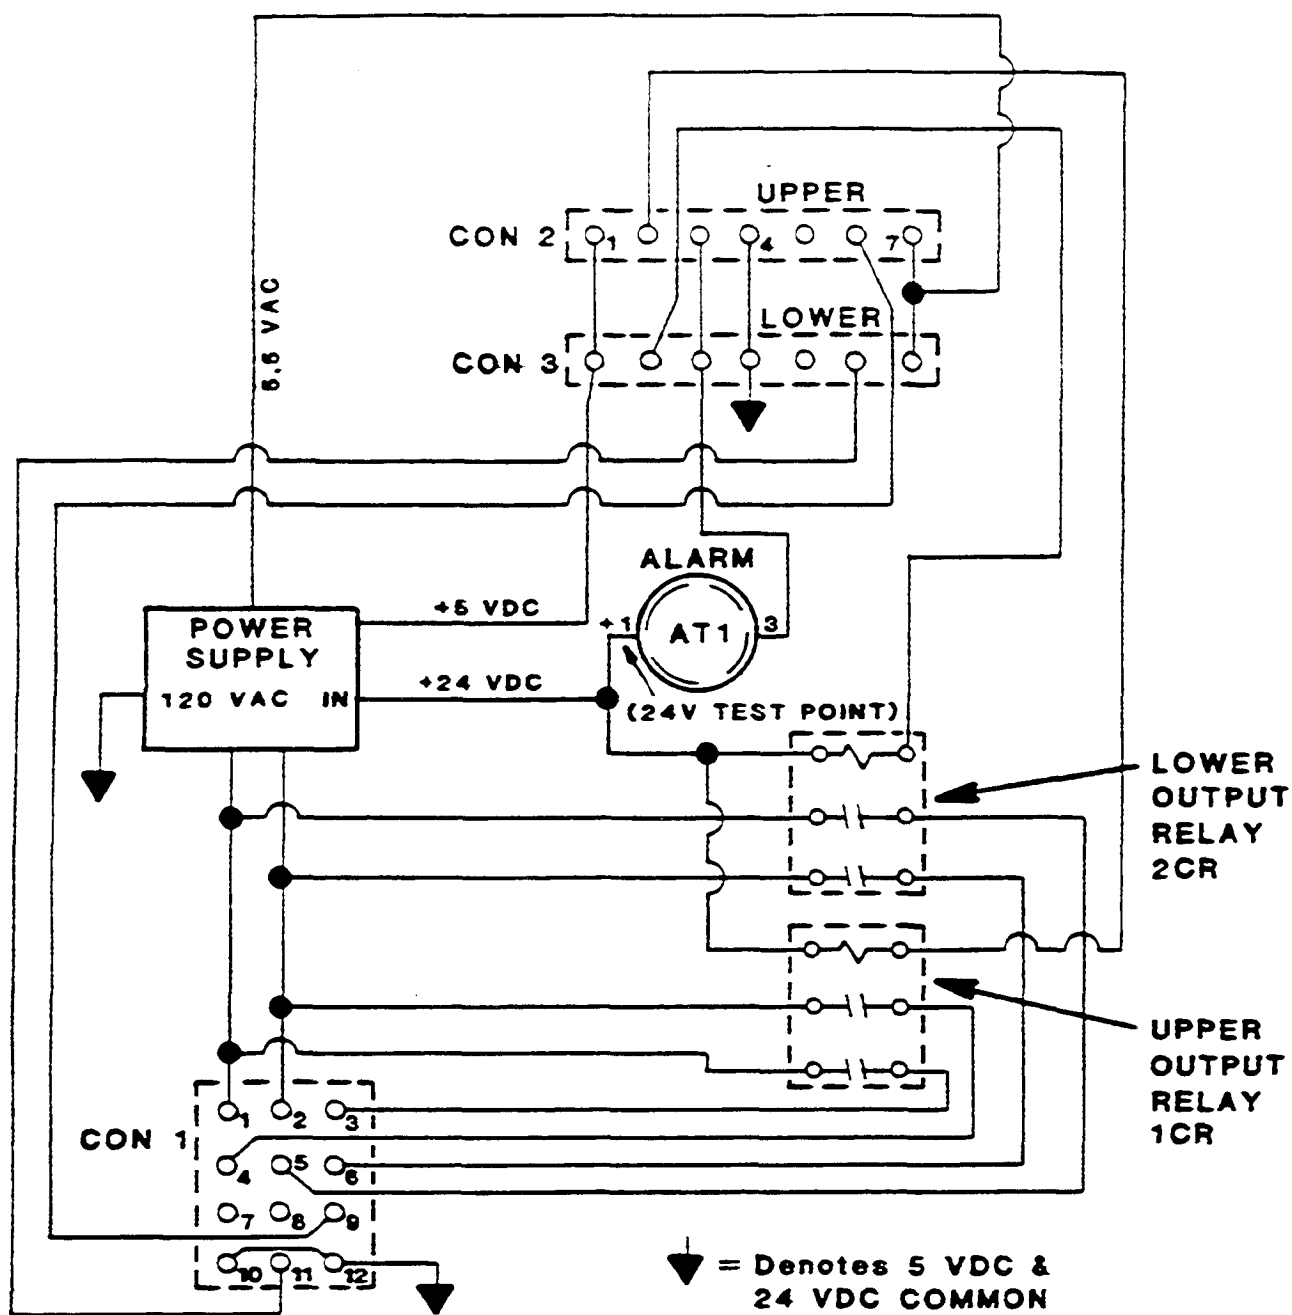 UPPER
CON 2
1 4 7
LOWER
CON 3
5.5 VAC
ALARM
+5 VDC
+1 AT1 3
POWER
SUPPLY
+24 VDC
120 VAC IN
(24V TEST POINT)
LOWER
OUTPUT
RELAY
2CR
UPPER
OUTPUT
RELAY
1CR
CON 1
1 2 3
4 5 6
7 8 9
10 11 12
= Denotes 5 VDC &
24 VDC COMMON